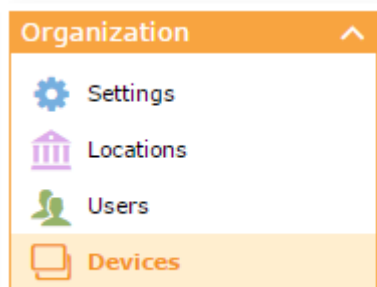 Organization
Settings
Locations
Users
Devices